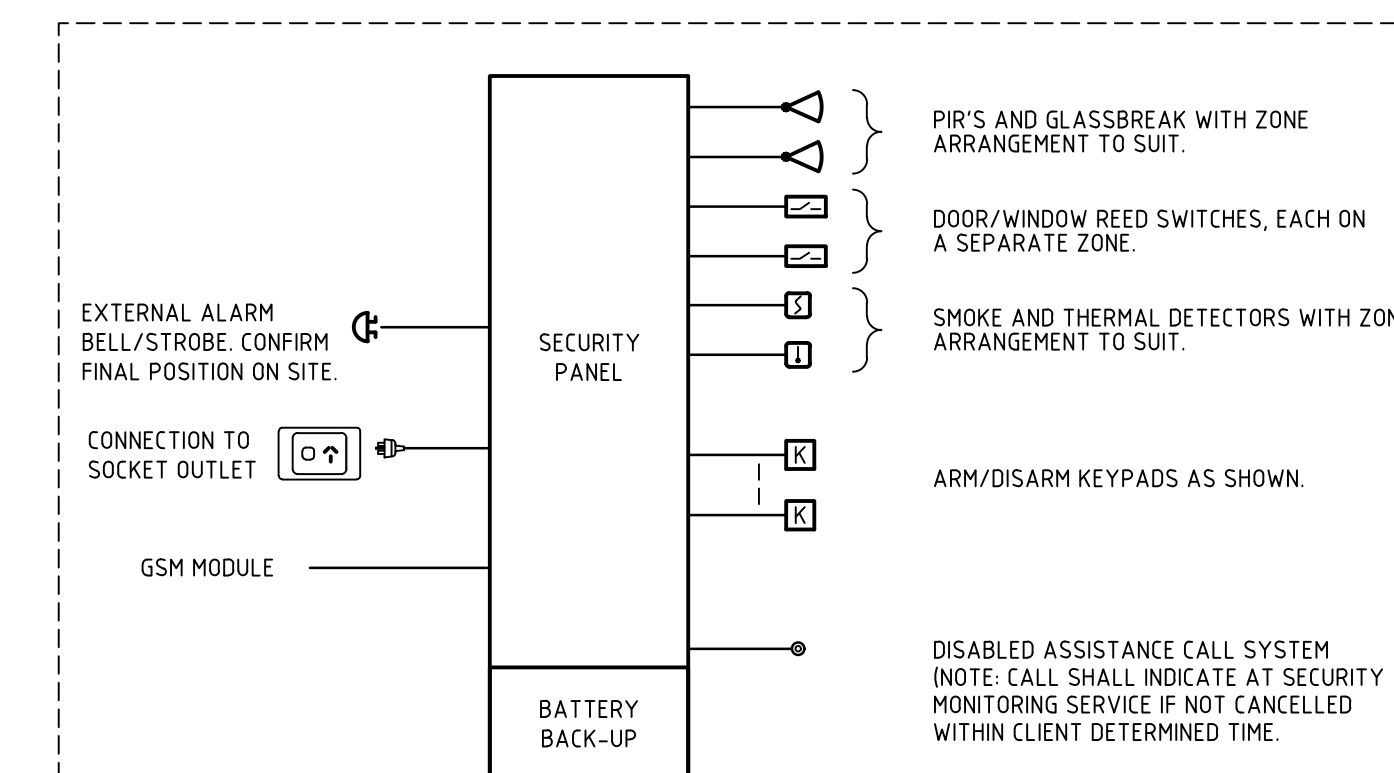 PIR'S AND GLASSBREAK WITH ZONE
ARRANGEMENT TO SUIT.
DOOR/WINDOW REED SWITCHES, EACH ON
A SEPARATE ZONE.
EXTERNAL ALARM
BELL/STROBE. CONFIRM
FINAL POSITION ON SITE.
SECURITY
PANEL
SMOKE AND THERMAL DETECTORS WITH
ARRANGEMENT TO SUIT.
CONNECTION TO
SOCKET OUTLET
K
K
ARM/DISARM KEYPADS AS SHOWN.
GSM MODULE
BATTERY
BACK-UP
DISABLED ASSISTANCE CALL SYSTEM
(NOTE: CALL SHALL INDICATE AT SECURITY
MONITORING SERVICE IF NOT CANCELLED
WITHIN CLIENT DETERMINED TIME.